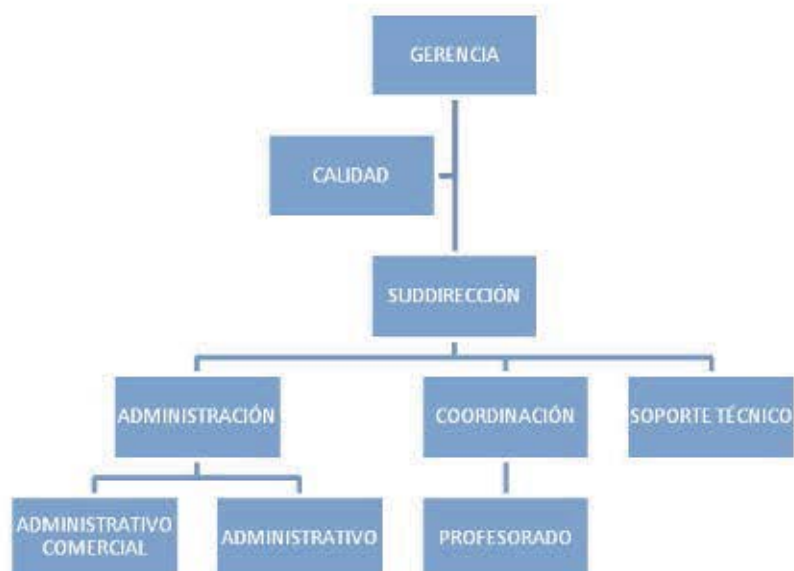 GERENCIA
CALIDAD
SUDDIRECCIÓN
ADMINISTRACIÓN
COORDINACIÓN
SOPORTE TÉCNICO
ADMINISTRATIVO
COMERCIAL
ADMINISTRATIVO
PROFESORADO